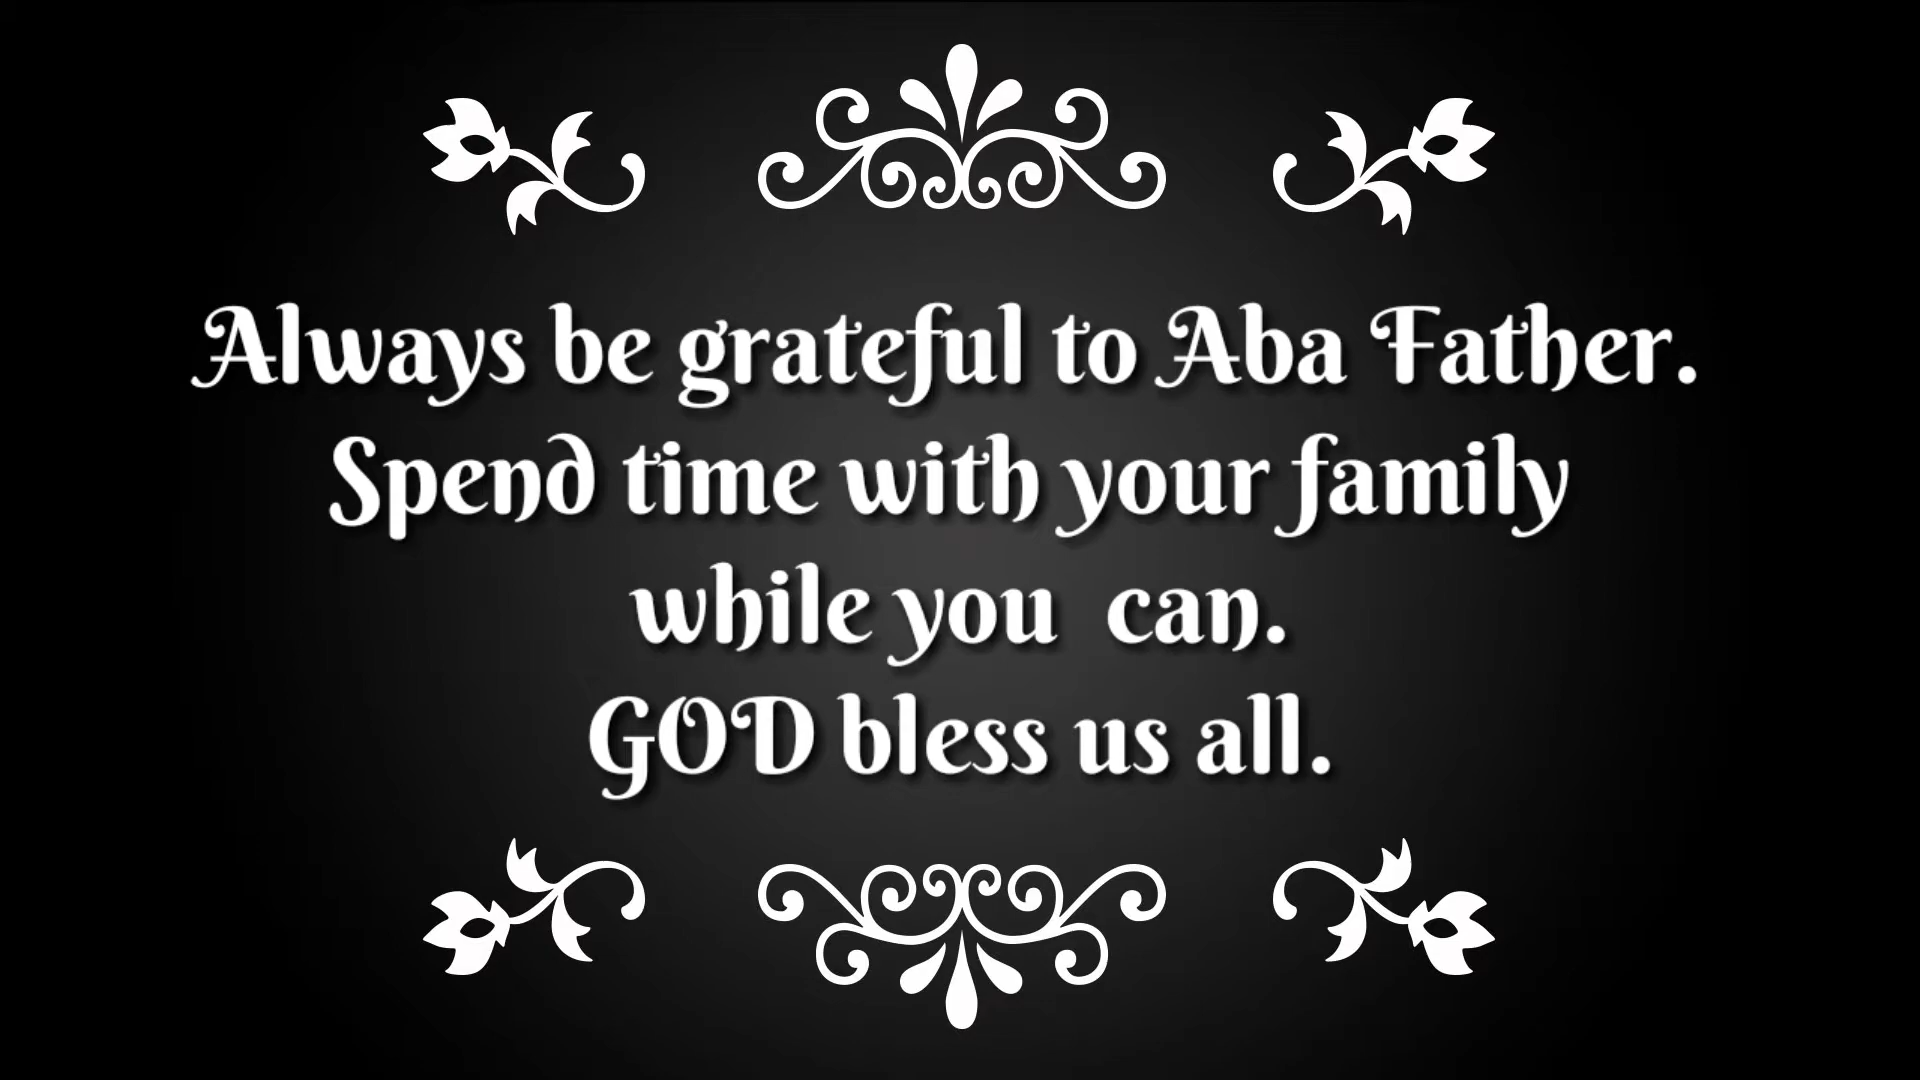 Always be grateful to Aba Father.
Spend time with your family
while you  can.
GOD bless us all.